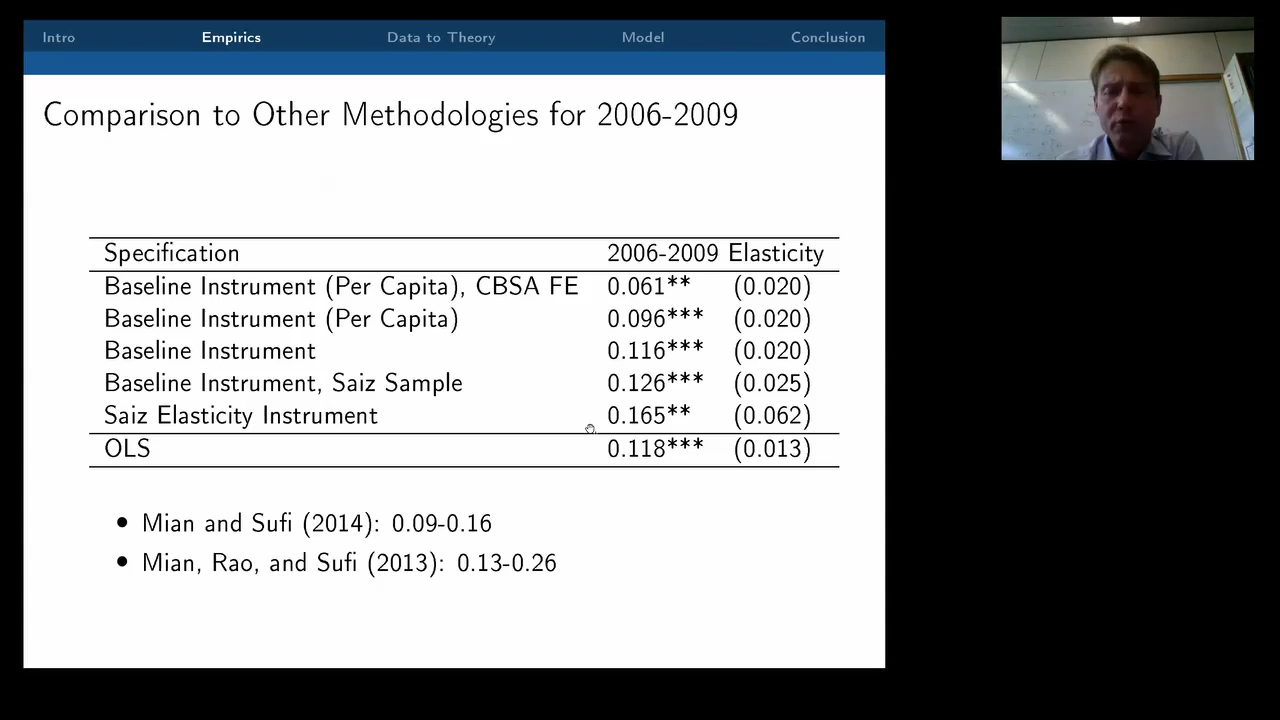 Intro Empirics Data to Theory Model Conclusion
Comparison to Other Methodologies for 2006-2009
Specification 2006-2009 Elasticity
Baseline Instrument (Per Capita), CBSA FE 0.061** (0.020)
Baseline Instrument (Per Capita) 0.096*** (0.020)
Baseline Instrument 0.116*** (0.020)
Baseline Instrument, Saiz Sample 0.126*** (0.025)
Saiz Elasticity Instrument 0.165** (0.062)
OLS 0.118*** (0.013)
• Mian and Sufi (2014): 0.09-0.16
• Mian, Rao, and Sufi (2013): 0.13-0.26